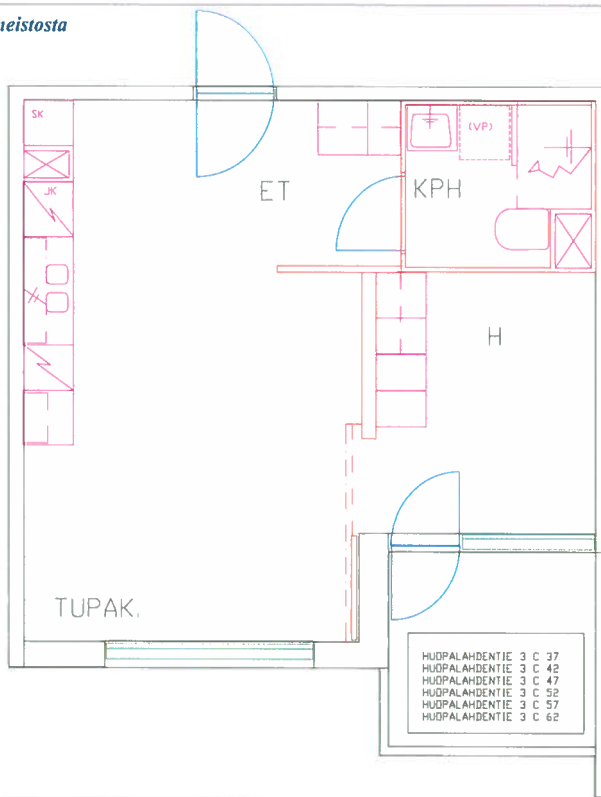 neistosta
SK
(VP)
JK
ET
KPH
H
TUPAK.
HUOPALAHDENTIE 3 C 37
HUOPALAHDENTIE 3 C 42
HUOPALAHDENTIE 3 C 47
HUOPALAHDENTIE 3 C 52
HUOPALAHDENTIE 3 C 57
HUOPALAHDENTIE 3 C 62